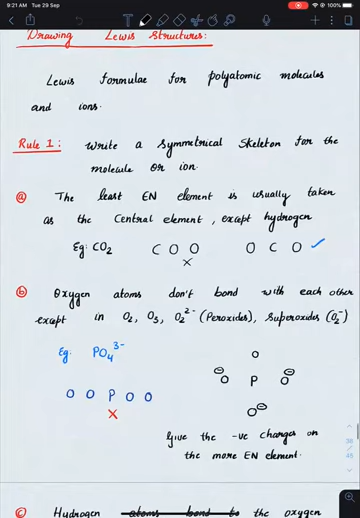 9:21 AM Tue 29 Sep
Drawing Lewis Structures:
Lewis formulae for polyatomic molecules
and ions.
Rule 1: Write a symmetrical skeleton for the
molecule or ion.
a The least EN element is usually taken
as the central element, except hydrogen
Eg: CO2 C O O O C O ✓
×
b Oxygen atoms don't bond with each other
except in O2, O3, O2^2- (Peroxides), Superoxides (O2^-)
Eg: PO4^3- O
⊖O P O⊖
O O P O O O⊖
×
Give the -ve charges on
the more EN element.
38
45
c Hydrogen atoms bond to the oxygen